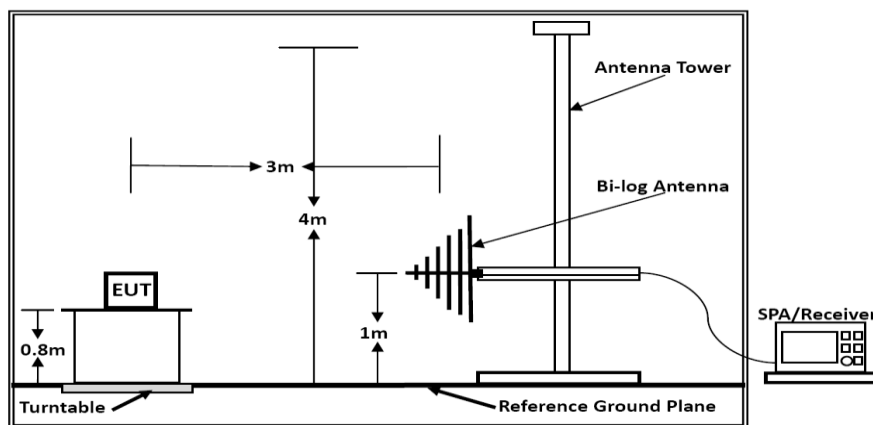 Antenna Tower
3m
Bi-log Antenna
4m
EUT
SPA/Receiver
0.8m
1m
Turntable
Reference Ground Plane